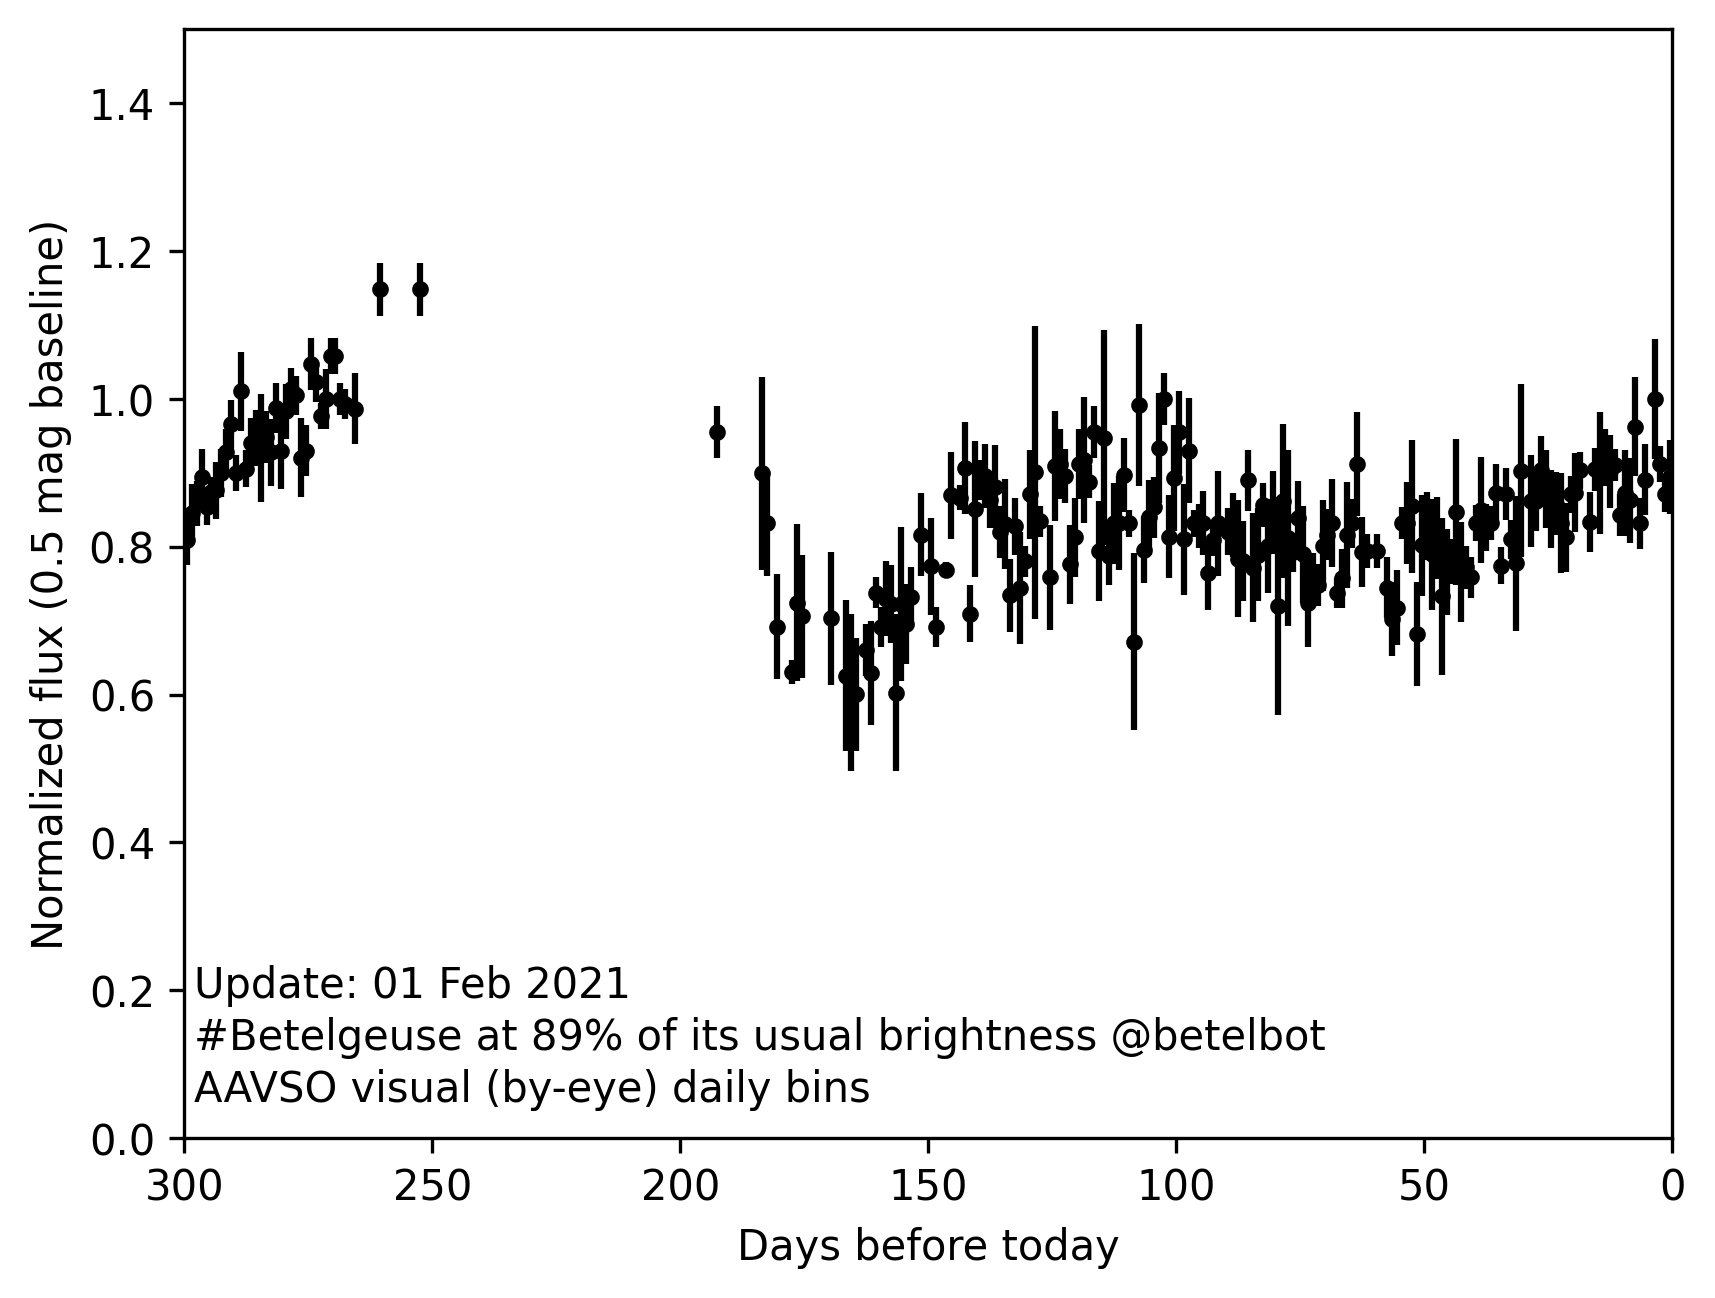 1.4
1.2
1.0
0.8
0.6
0.4
0.2
0.0
Normalized flux (0.5 mag baseline)
Update: 01 Feb 2021
#Betelgeuse at 89% of its usual brightness @betelbot
AAVSO visual (by-eye) daily bins
300 250 200 150 100 50 0
Days before today